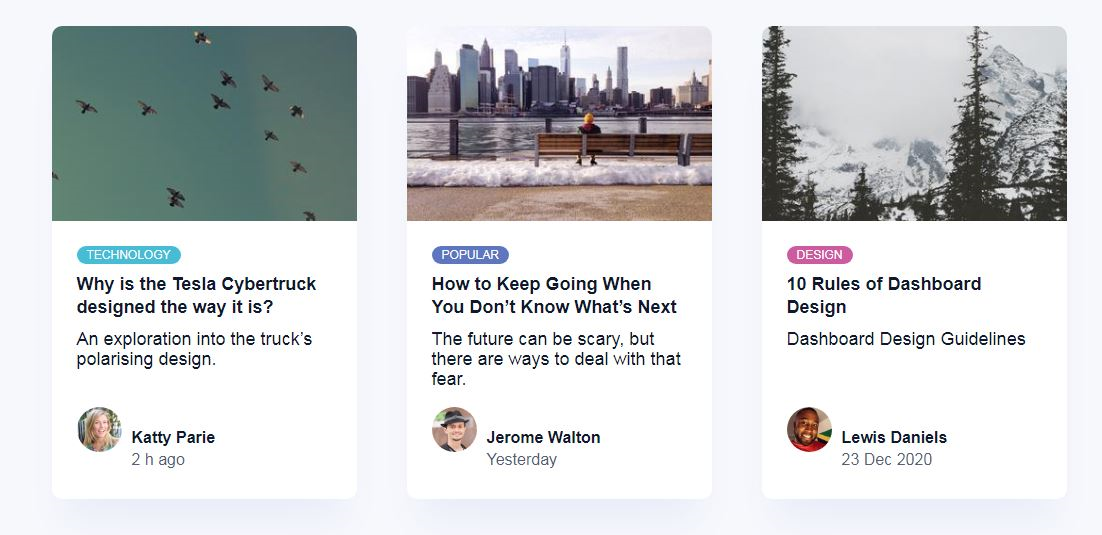 TECHNOLOGY
Why is the Tesla Cybertruck
designed the way it is?
An exploration into the truck’s
polarising design.
Katty Parie
2 h ago
POPULAR
How to Keep Going When
You Don’t Know What’s Next
The future can be scary, but
there are ways to deal with that
fear.
Jerome Walton
Yesterday
DESIGN
10 Rules of Dashboard
Design
Dashboard Design Guidelines
Lewis Daniels
23 Dec 2020